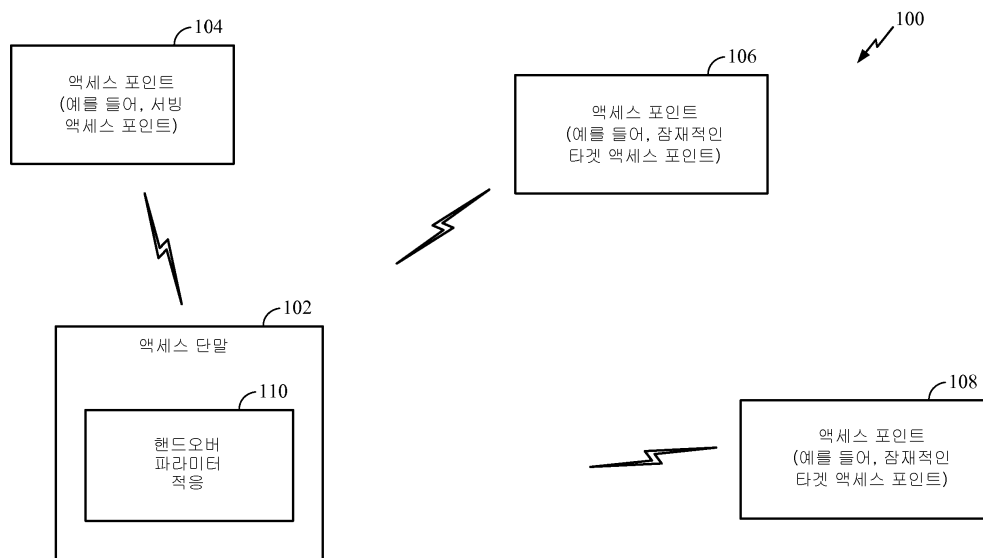 104
액세스 포인트
(예를 들어, 서빙
액세스 포인트)
100
106
액세스 포인트
(예를 들어, 잠재적인
타겟 액세스 포인트)
102
액세스 단말
110
핸드오버
파라미터
적응
108
액세스 포인트
(예를 들어, 잠재적인
타겟 액세스 포인트)